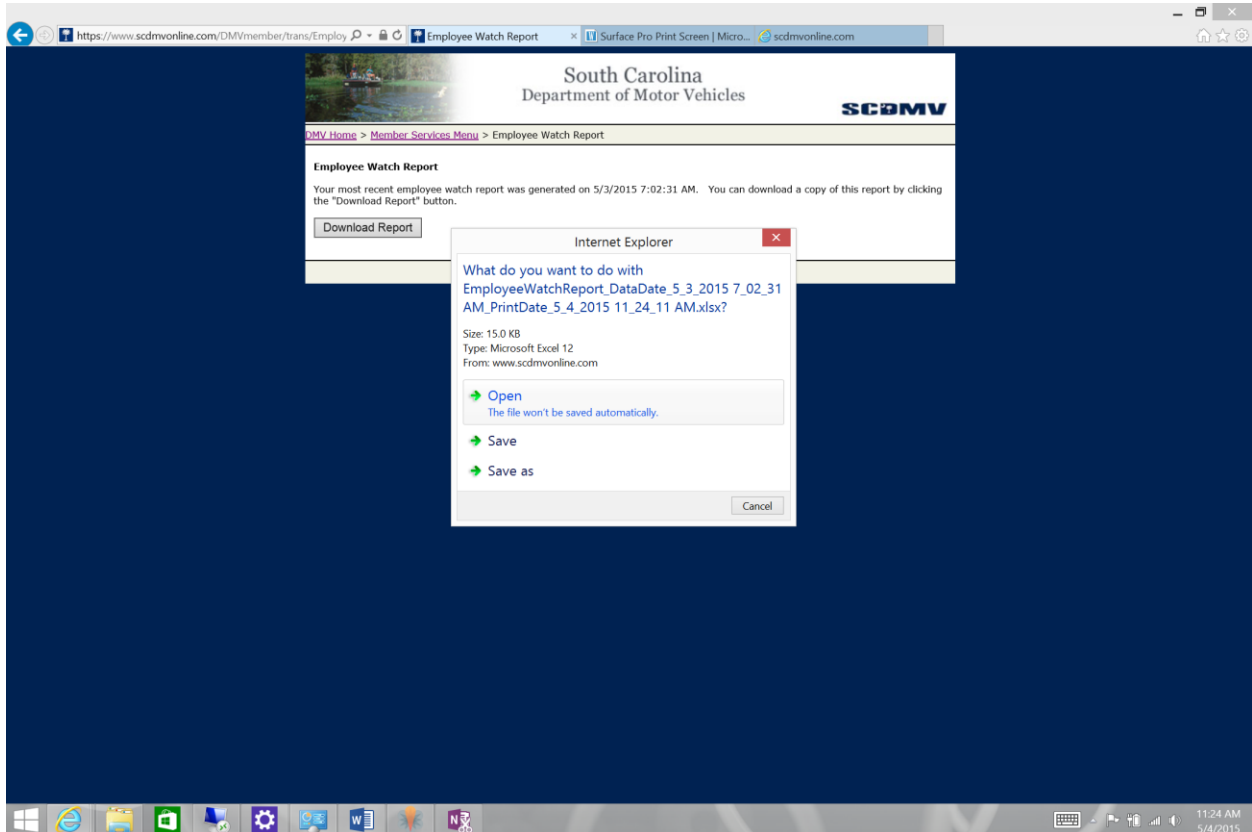 https://www.scdmvonline.com/DMVmember/trans/Employ
Employee Watch Report
Surface Pro Print Screen | Micro...
scdmvonline.com
South Carolina
Department of Motor Vehicles
SCDMV
DMV Home > Member Services Menu > Employee Watch Report
Employee Watch Report
Your most recent employee watch report was generated on 5/3/2015 7:02:31 AM. You can download a copy of this report by clicking
the "Download Report" button.
Download Report
Internet Explorer
What do you want to do with
EmployeeWatchReport_DataDate_5_3_2015 7_02_31
AM_PrintDate_5_4_2015 11_24_11 AM.xlsx?
Size: 15.0 KB
Type: Microsoft Excel 12
From: www.scdmvonline.com
Open
The file won't be saved automatically.
Save
Save as
Cancel
11:24 AM
5/4/2015